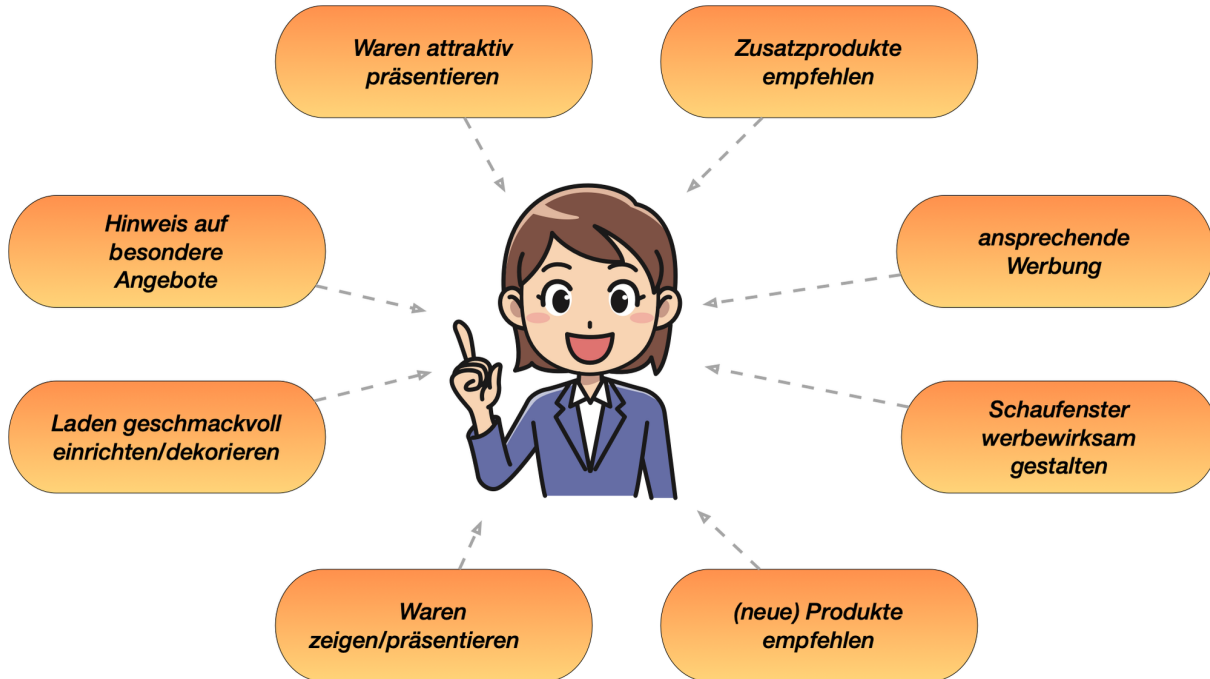 Waren attraktiv
präsentieren
Zusatzprodukte
empfehlen
Hinweis auf
besondere
Angebote
ansprechende
Werbung
Laden geschmackvoll
einrichten/dekorieren
Schaufenster
werbewirksam
gestalten
Waren
zeigen/präsentieren
(neue) Produkte
empfehlen